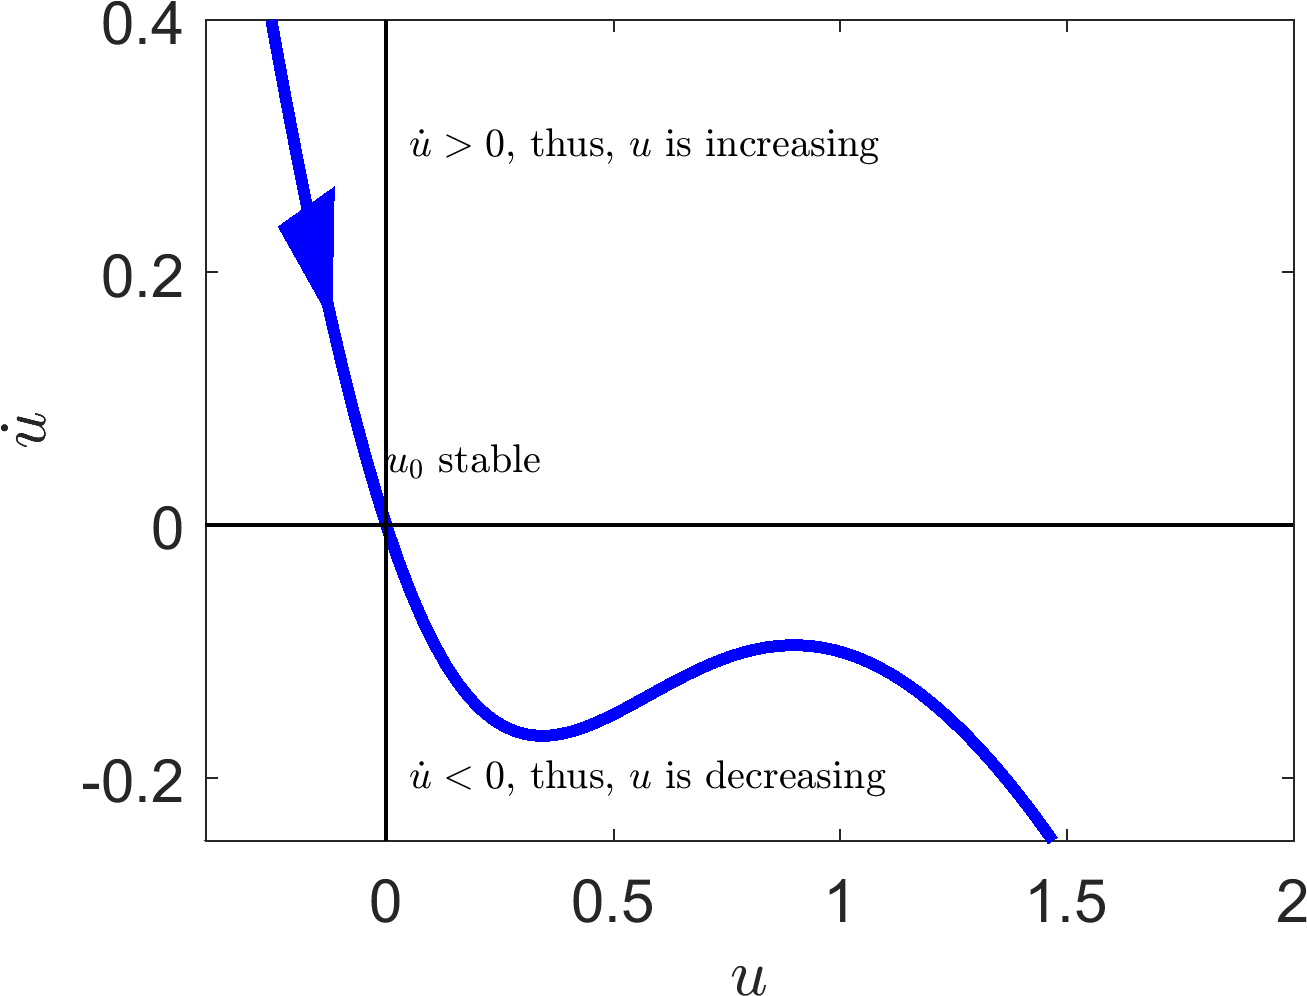 0.4
u̇ > 0, thus, u is increasing
0.2
u̇
u₀ stable
0
-0.2
u̇ < 0, thus, u is decreasing
0 0.5 1 1.5 2
u